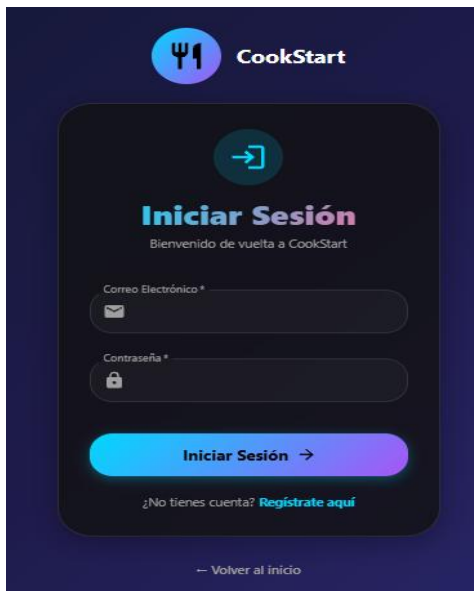 CookStart
Iniciar Sesión
Bienvenido de vuelta a CookStart
Correo Electrónico *
Contraseña *
Iniciar Sesión →
¿No tienes cuenta? Regístrate aquí
← Volver al inicio